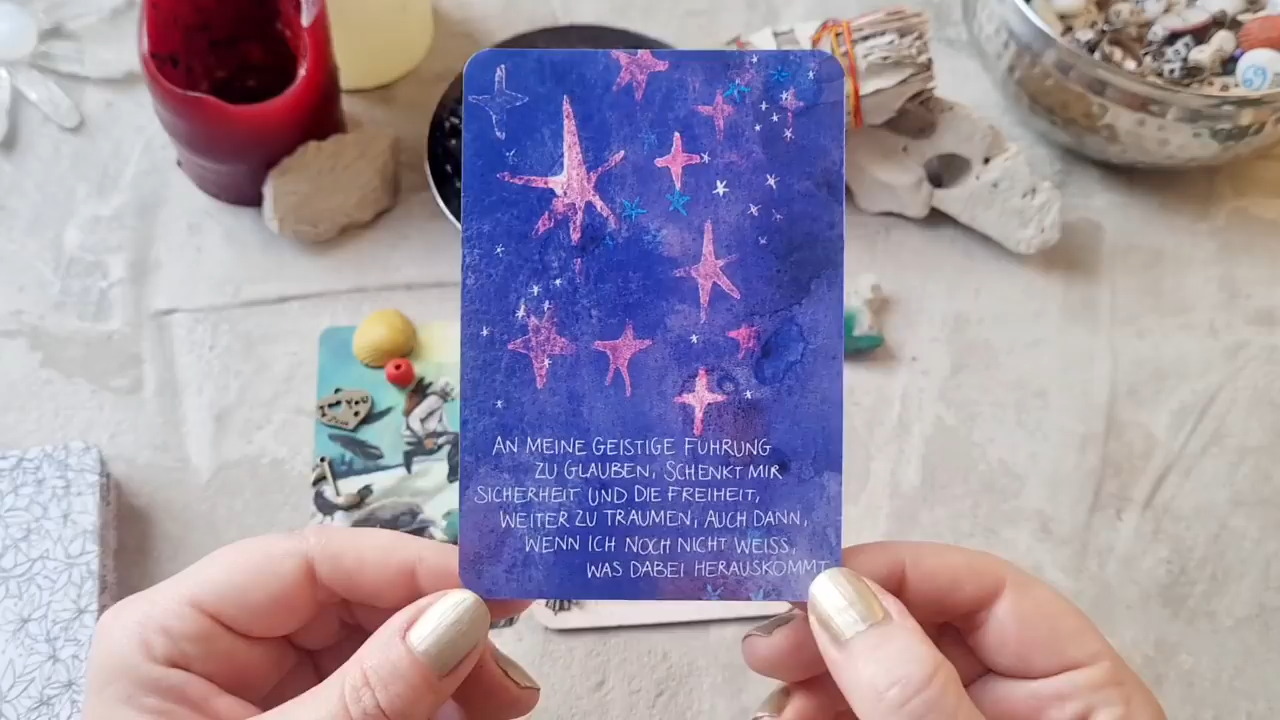 AN MEINE GEISTIGE FÜHRUNG
ZU GLAUBEN, SCHENKT MIR
SICHERHEIT UND DIE FREIHEIT,
WEITER ZU TRÄUMEN, AUCH DANN,
WENN ICH NOCH NICHT WEISS,
WAS DABEI HERAUSKOMMT